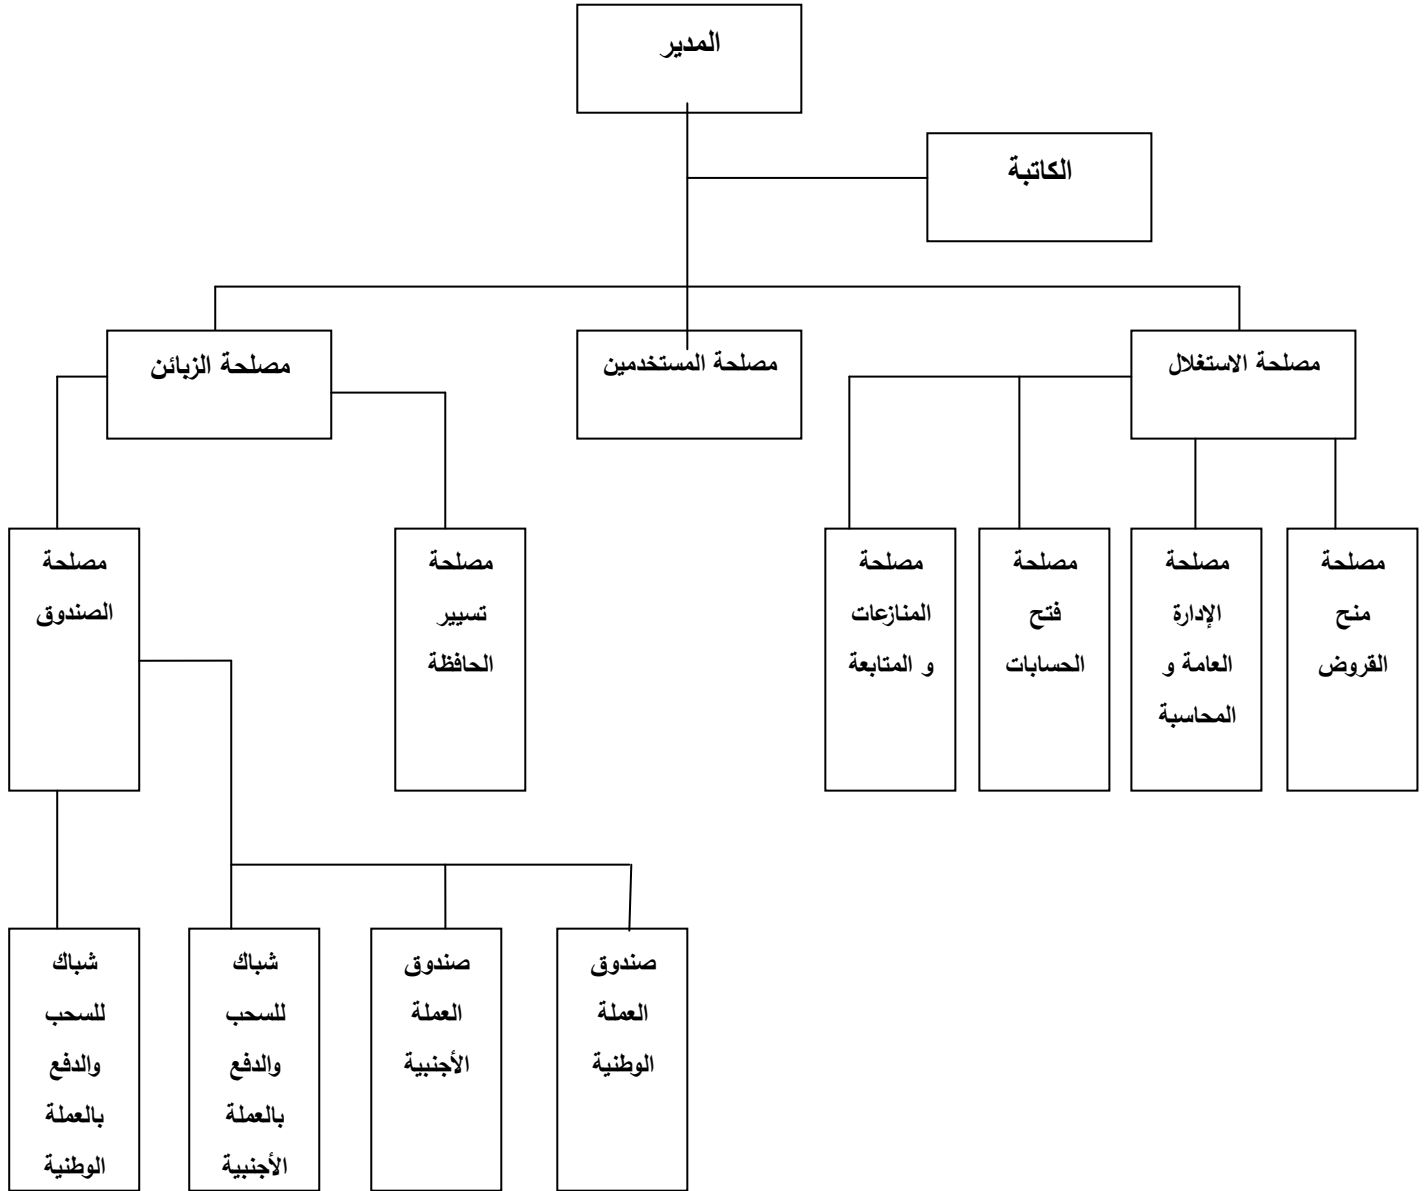 المدير
الكاتبة
مصلحة الاستغلال
مصلحة المستخدمين
مصلحة الزبائن
مصلحة
منح
القروض
مصلحة
الإدارة
العامة و
المحاسبة
مصلحة
فتح
الحسابات
مصلحة
المنازعات
و المتابعة
مصلحة
تسيير
الحافظة
مصلحة
الصندوق
صندوق
العملة
الوطنية
صندوق
العملة
الأجنبية
شباك
للسحب
والدفع
بالعملة
الأجنبية
شباك
للسحب
والدفع
بالعملة
الوطنية